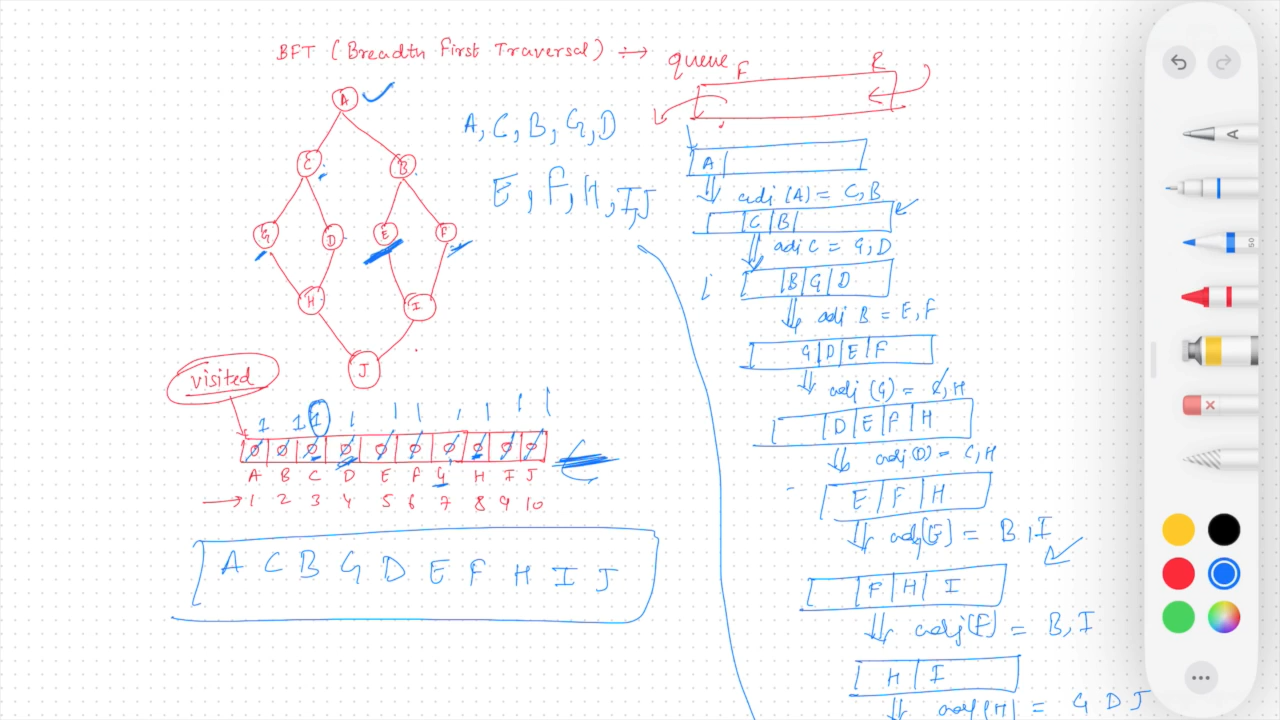 BFT (Breadth First Traversal) ÷→ queue
F R
A
C B
G D E F
H I
J
A, C, B, G, D
E, F, H, I, J
visited
1 1 1 1 1 1 1 1 1 1
0 0 0 0 0 0 0 0 0 0
A B C D E F G H I J
→ 1 2 3 4 5 6 7 8 9 10
A C B G D E F H I J
A
adj (A) = C, B
C B
adj C = G, D
B G D
adj B = E, F
G D E F
adj (G) = C, H
D E F H
adj(D) = C, H
E F H
adj(E) = B, I
F H I
adj(F) = B, I
H I
adj(H) = G D J
A
50